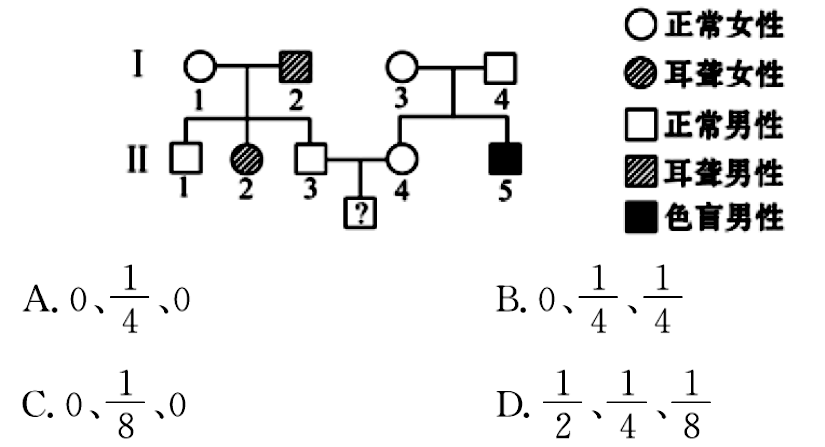 I
1
2
3
4
II
1
2
3
4
5
?
正常女性
耳聋女性
正常男性
耳聋男性
色盲男性
A. 0、1/4、0
B. 0、1/4、1/4
C. 0、1/8、0
D. 1/2、1/4、1/8